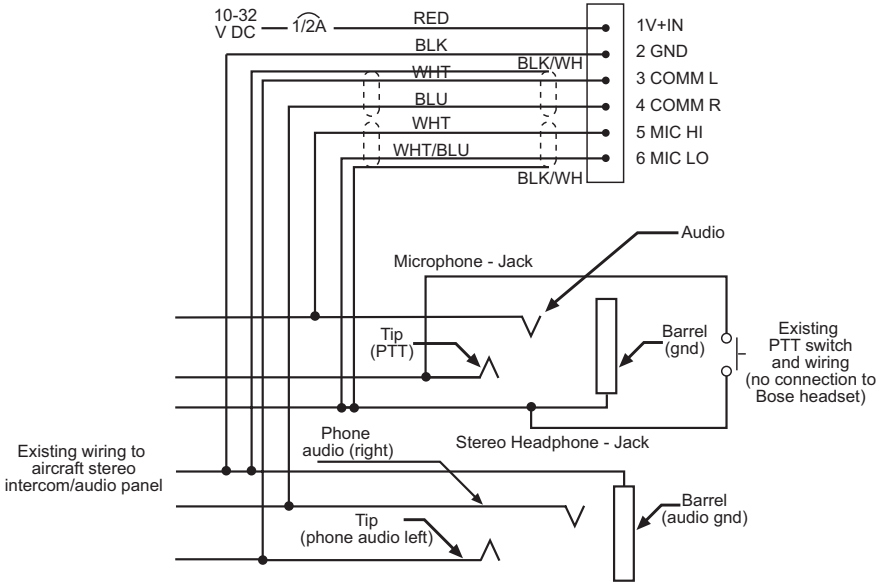 10-32
V DC
1/2A
RED
1V+IN
BLK
2 GND
BLK/WH
WHT
3 COMM L
BLU
4 COMM R
WHT
5 MIC HI
WHT/BLU
6 MIC LO
BLK/WH
Audio
Microphone - Jack
Tip
(PTT)
Barrel
(gnd)
Existing
PTT switch
and wiring
(no connection to
Bose headset)
Phone
audio (right)
Stereo Headphone - Jack
Existing wiring to
aircraft stereo
intercom/audio panel
Tip
(phone audio left)
Barrel
(audio gnd)